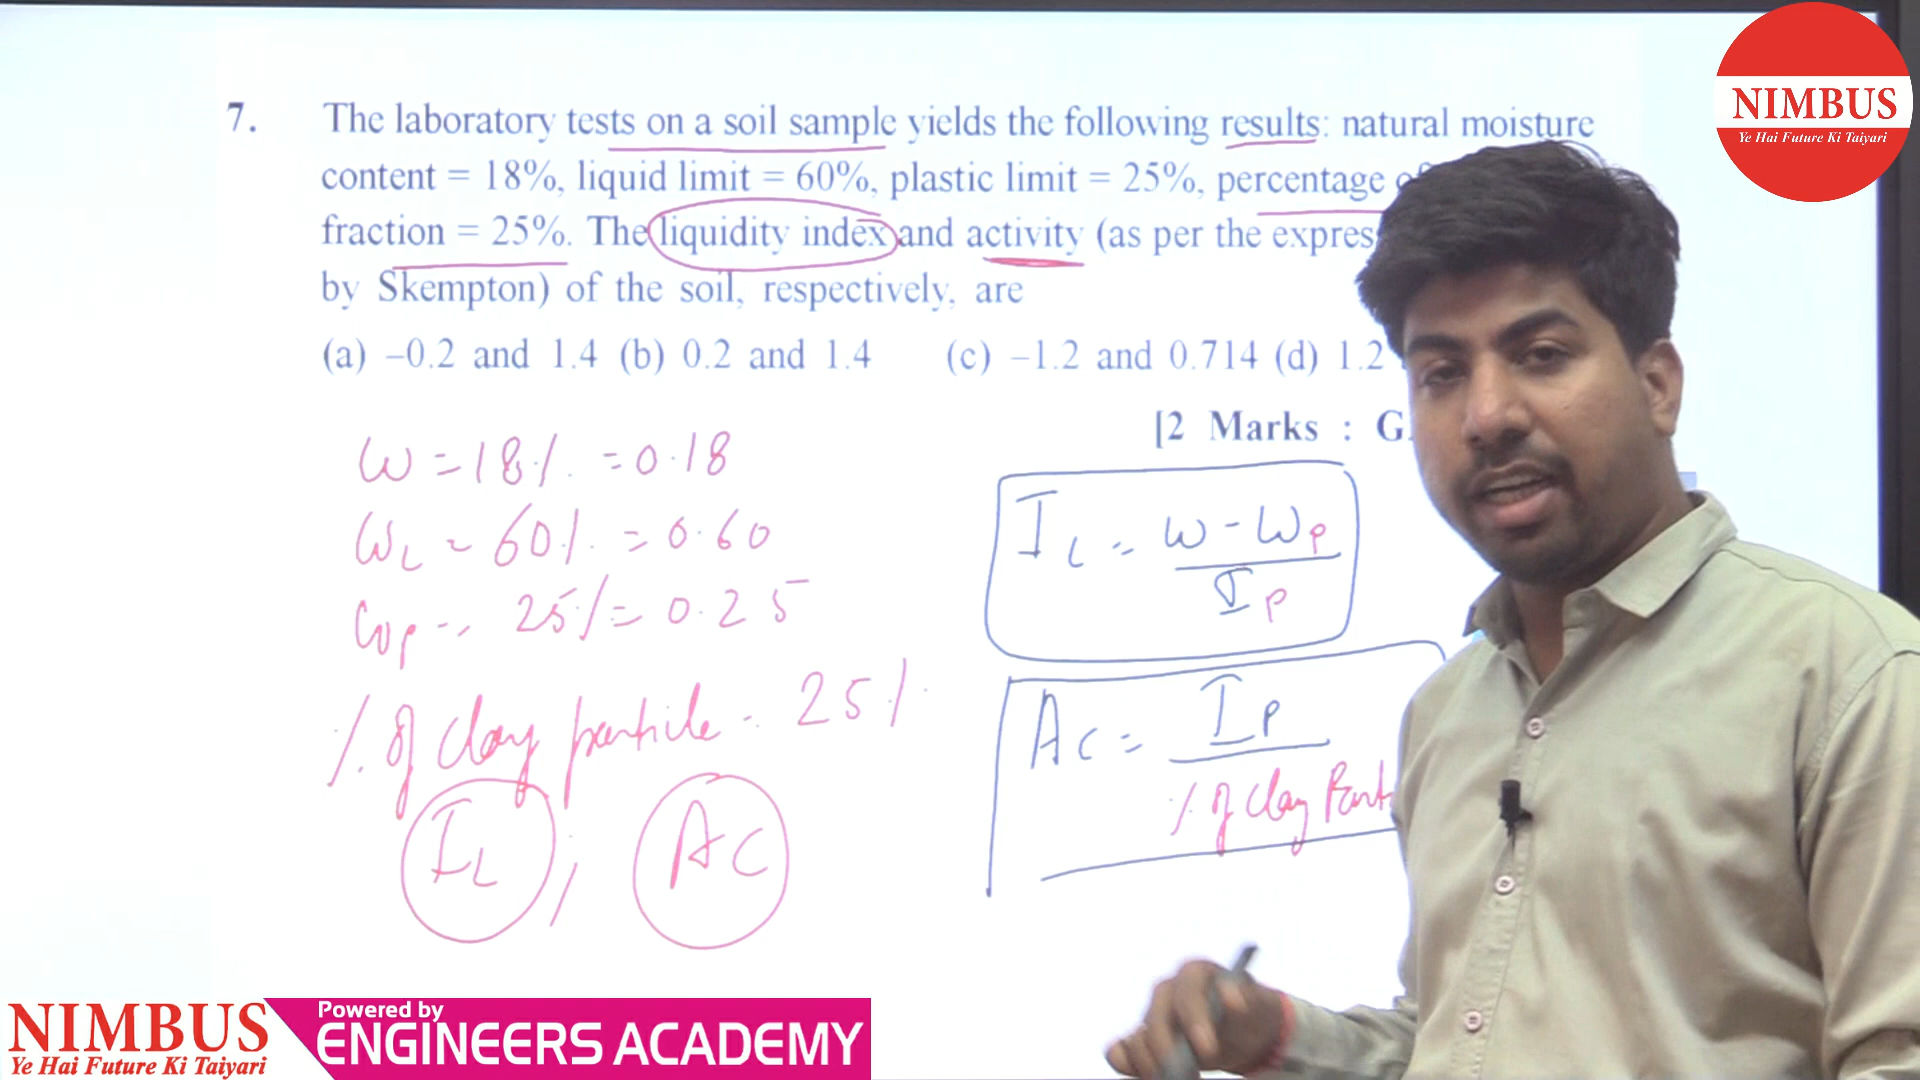 NIMBUS
Ye Hai Future Ki Taiyari
7. The laboratory tests on a soil sample yields the following results: natural moisture
content = 18%, liquid limit = 60%, plastic limit = 25%, percentage
fraction = 25%. The liquidity index and activity (as per the expres
by Skempton) of the soil, respectively, are
(a) –0.2 and 1.4 (b) 0.2 and 1.4 (c) –1.2 and 0.714 (d) 1.2
[2 Marks : G
w = 18% = 0.18
wL = 60% = 0.60
wp = 25% = 0.25
% of clay particle = 25%
IL , AC
IL = w - wp / Ip
AC = IP / % of clay Part
NIMBUS
Ye Hai Future Ki Taiyari
Powered by
ENGINEERS ACADEMY